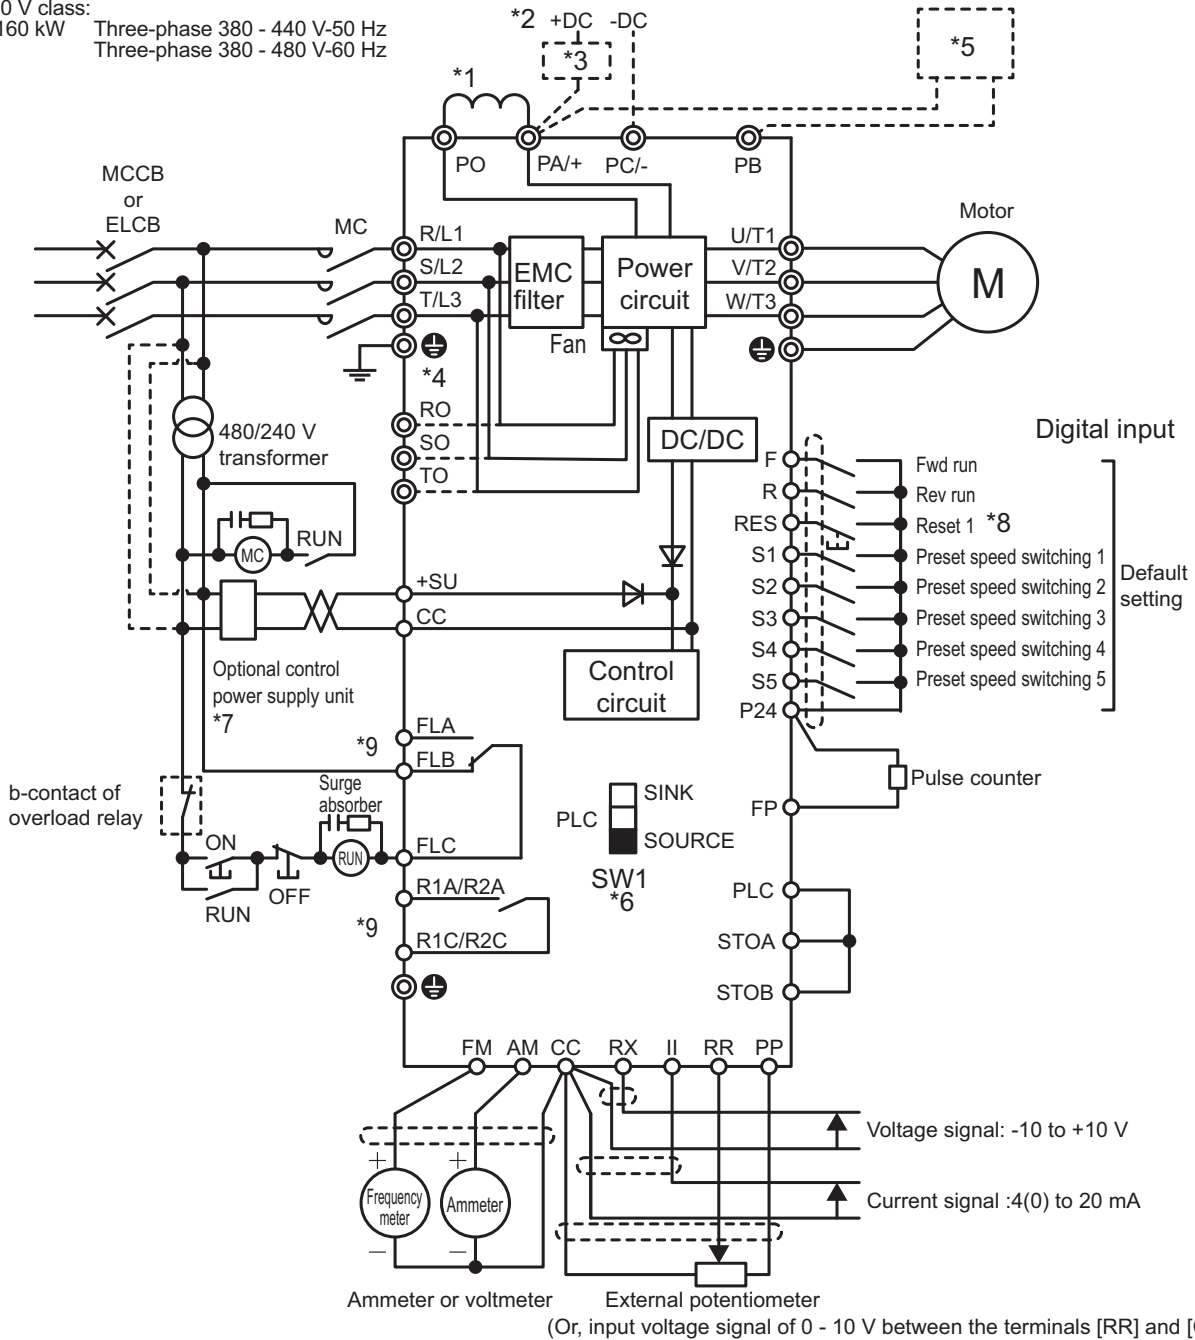 0 V class:
160 kW Three-phase 380 - 440 V-50 Hz
Three-phase 380 - 480 V-60 Hz
*2 +DC -DC
*3
*5
*1
PO PA/+ PC/- PB
MCCB
or
ELCB
MC
R/L1
S/L2
T/L3
EMC
filter
Power
circuit
Fan
U/T1
V/T2
W/T3
Motor
M
*4
RO
SO
TO
480/240 V
transformer
DC/DC
MC
RUN
+SU
CC
Optional control
power supply unit
*7
Control
circuit
Digital input
F Fwd run
R Rev run
RES Reset 1 *8
S1 Preset speed switching 1
S2 Preset speed switching 2
S3 Preset speed switching 3
S4 Preset speed switching 4
S5 Preset speed switching 5
P24
Default
setting
*9
FLA
FLB
FLC
b-contact of
overload relay
Surge
absorber
ON
OFF
RUN
RUN
PLC
SINK
SOURCE
SW1
*6
Pulse counter
FP
*9
R1A/R2A
R1C/R2C
PLC
STOA
STOB
FM AM CC RX II RR PP
Voltage signal: -10 to +10 V
Current signal :4(0) to 20 mA
+ +
Frequency
meter
Ammeter
− −
Ammeter or voltmeter
External potentiometer
(Or, input voltage signal of 0 - 10 V between the terminals [RR] and [